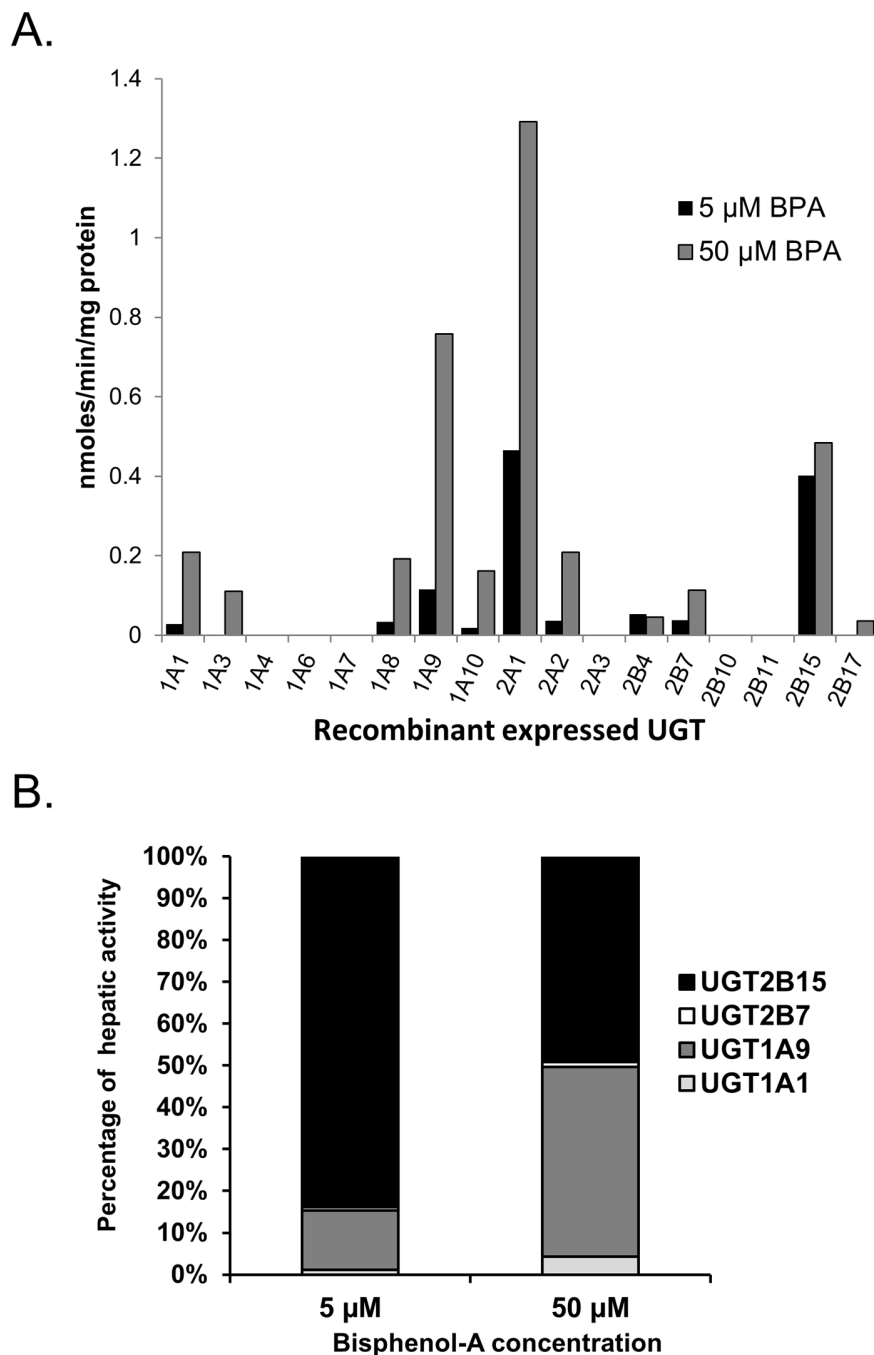 A.
1.4
1.2
1
0.8
0.6
0.4
0.2
0
nmoles/min/mg protein
5 µM BPA
50 µM BPA
1A1
1A3
1A4
1A6
1A7
1A8
1A9
1A10
2A1
2A2
2A3
2B4
2B7
2B10
2B11
2B15
2B17
Recombinant expressed UGT
B.
100%
90%
80%
70%
60%
50%
40%
30%
20%
10%
0%
Percentage of hepatic activity
UGT2B15
UGT2B7
UGT1A9
UGT1A1
5 µM
50 µM
Bisphenol-A concentration